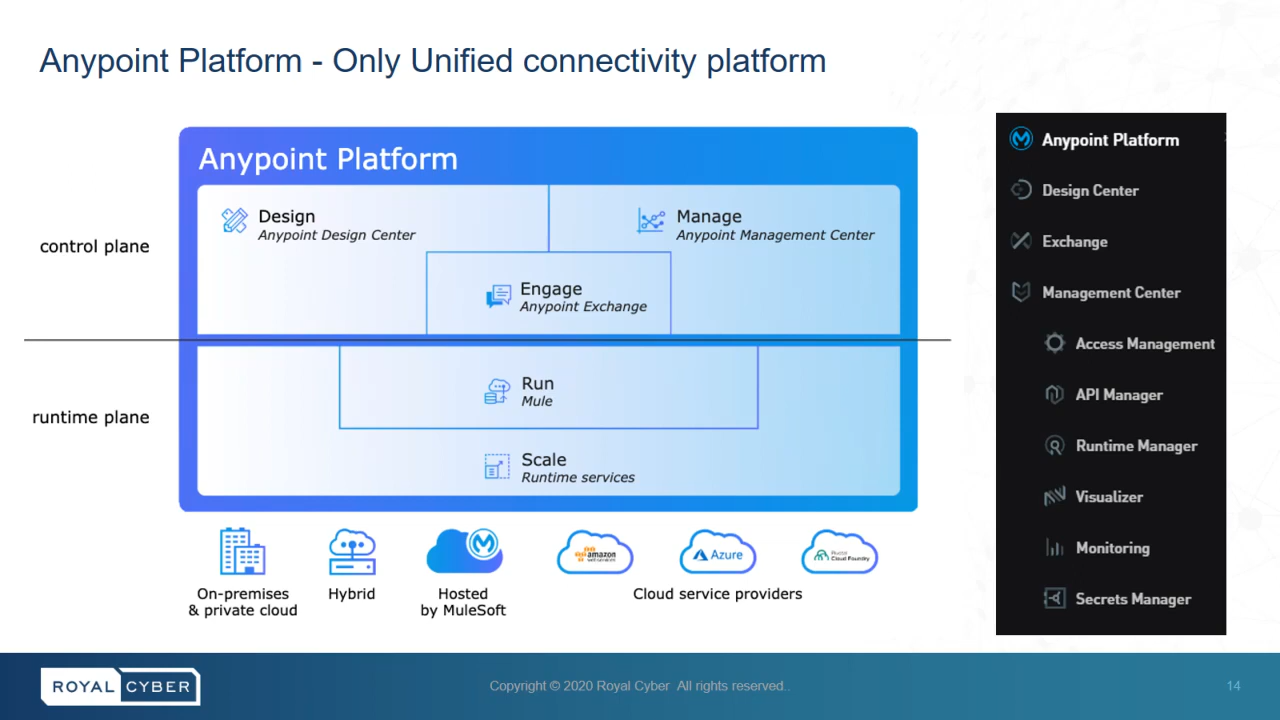 Anypoint Platform - Only Unified connectivity platform
Anypoint Platform
control plane
Design
Anypoint Design Center
Manage
Anypoint Management Center
Engage
Anypoint Exchange
runtime plane
Run
Mule
Scale
Runtime services
On-premises
& private cloud
Hybrid
Hosted
by MuleSoft
amazon
web services
Azure
Pivotal
Cloud Foundry
Cloud service providers
Anypoint Platform
Design Center
Exchange
Management Center
Access Management
API Manager
Runtime Manager
Visualizer
Monitoring
Secrets Manager
ROYAL CYBER
Copyright © 2020 Royal Cyber All rights reserved..
14